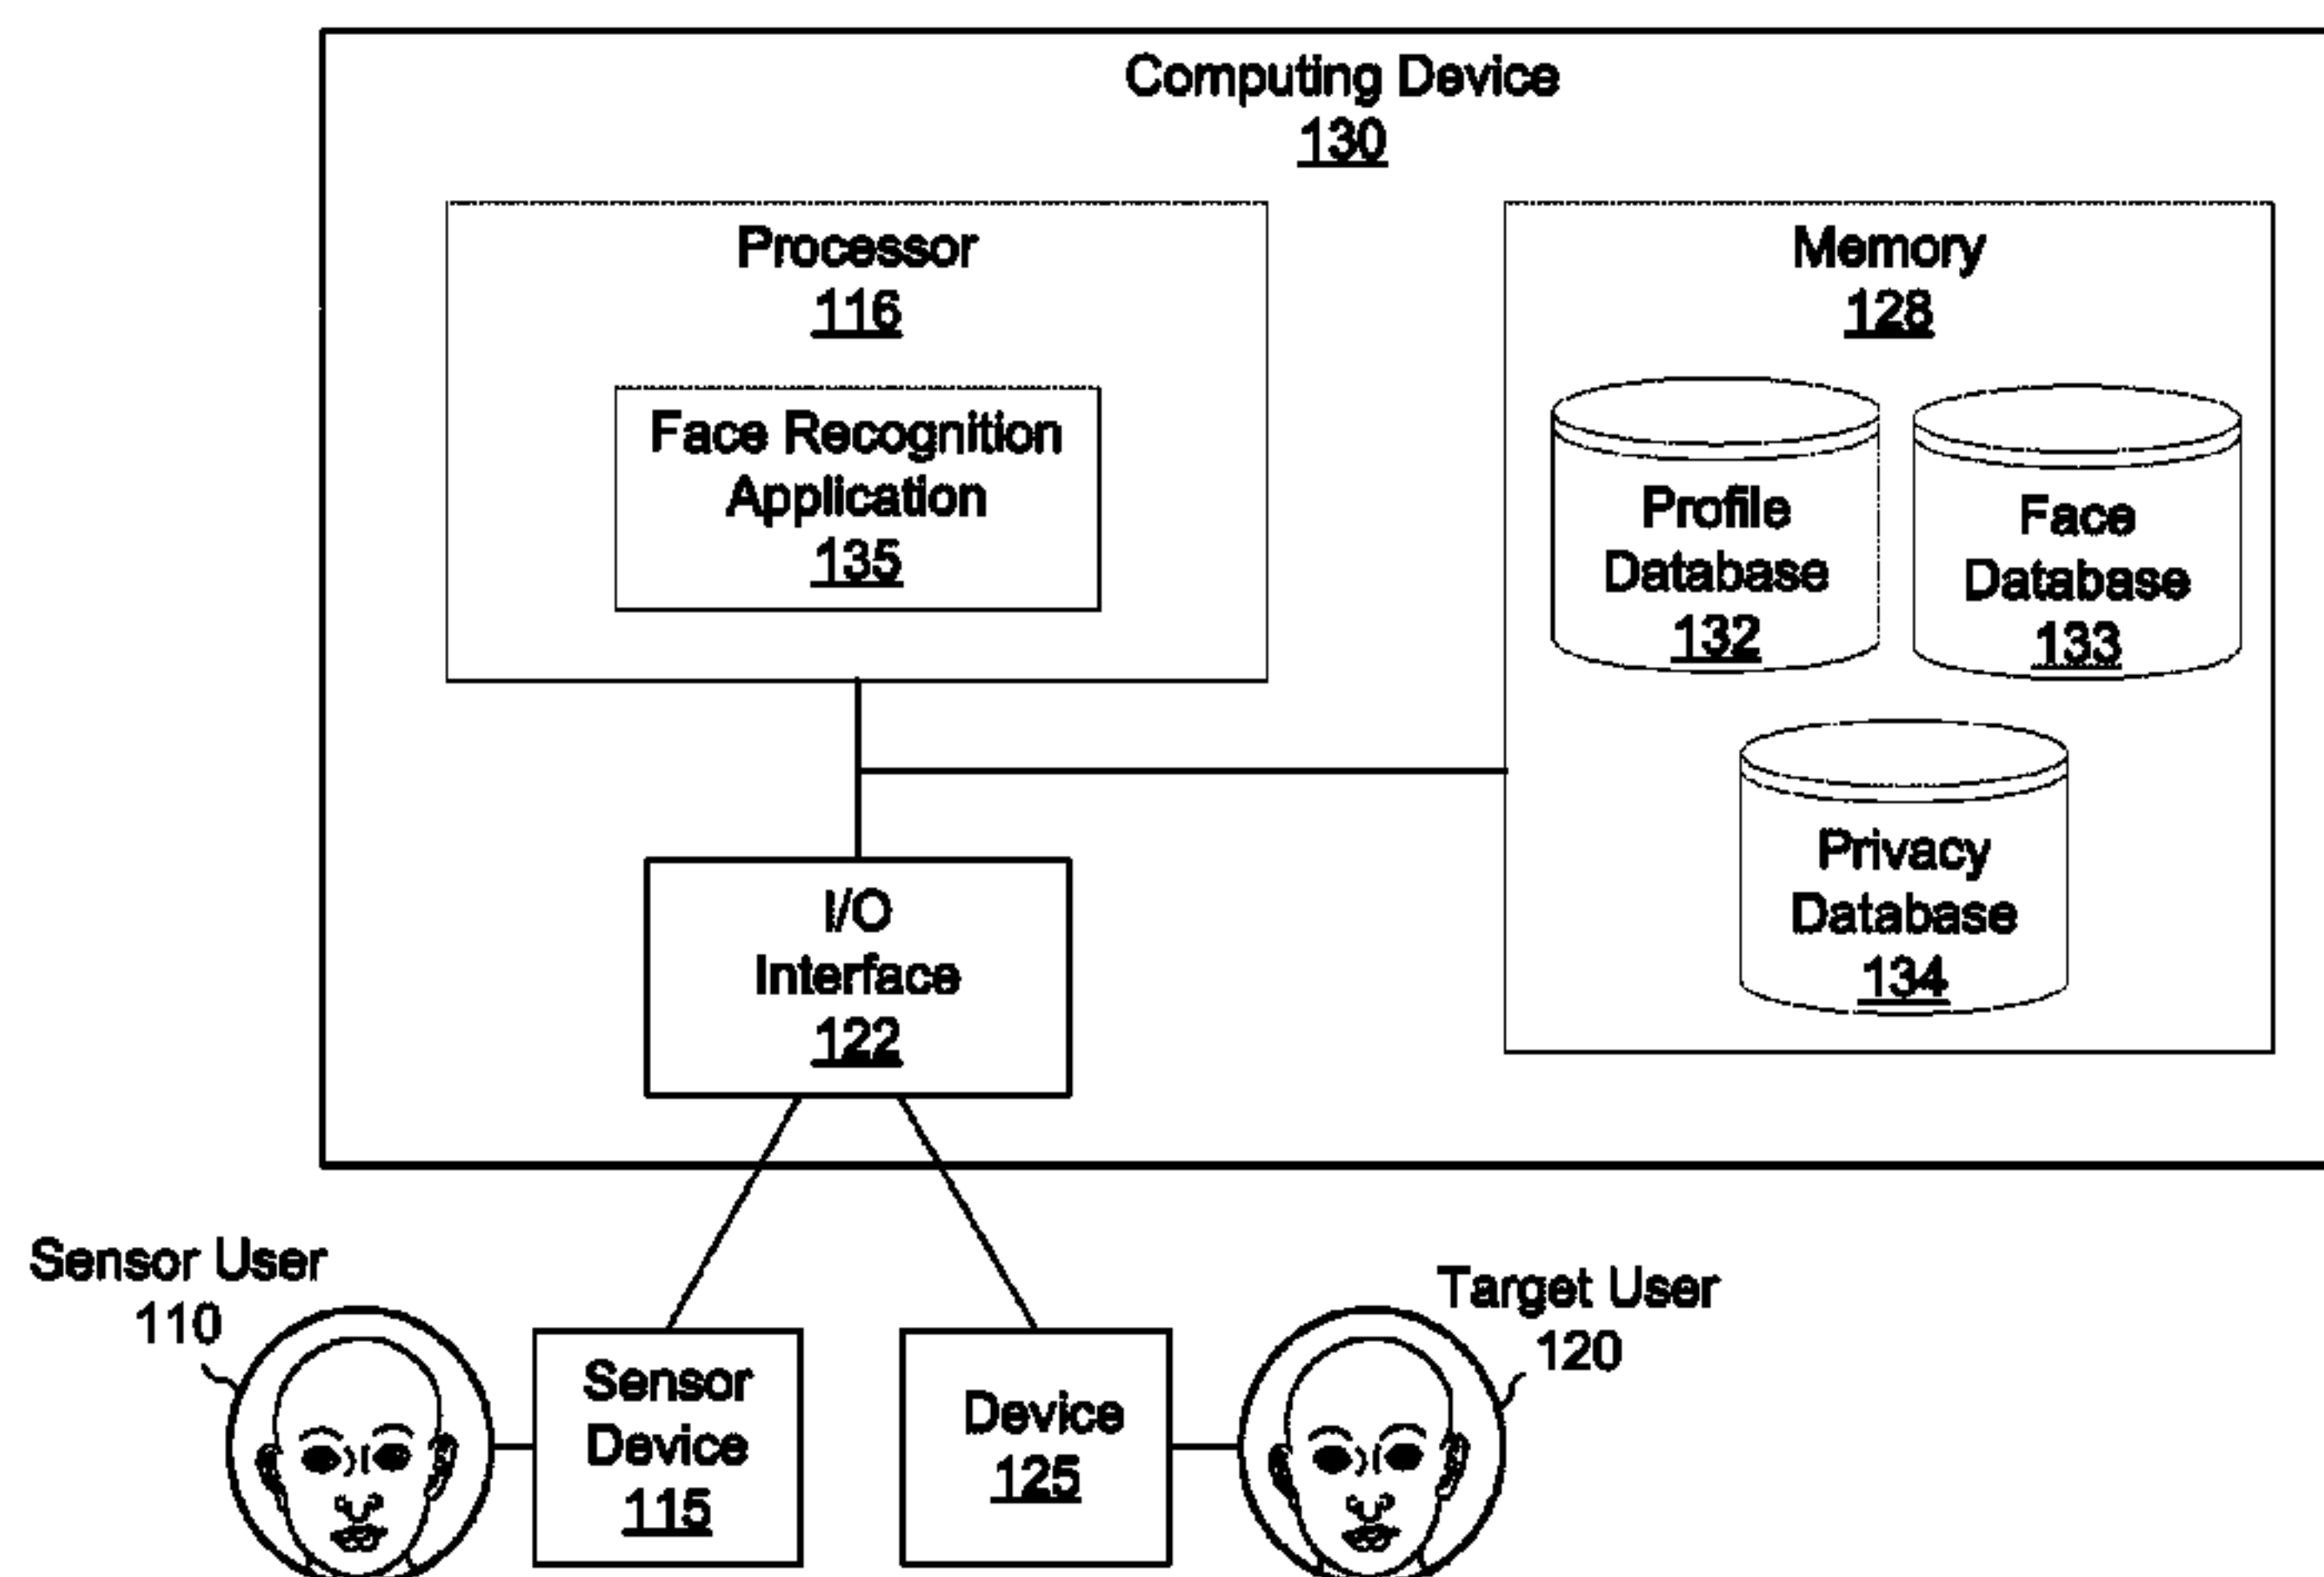 Computing Device
130
Processor
116
Face Recognition
Application
135
Memory
128
Profile
Database
132
Face
Database
133
Privacy
Database
134
I/O
Interface
122
Sensor User
110
Sensor
Device
115
Device
125
Target User
120